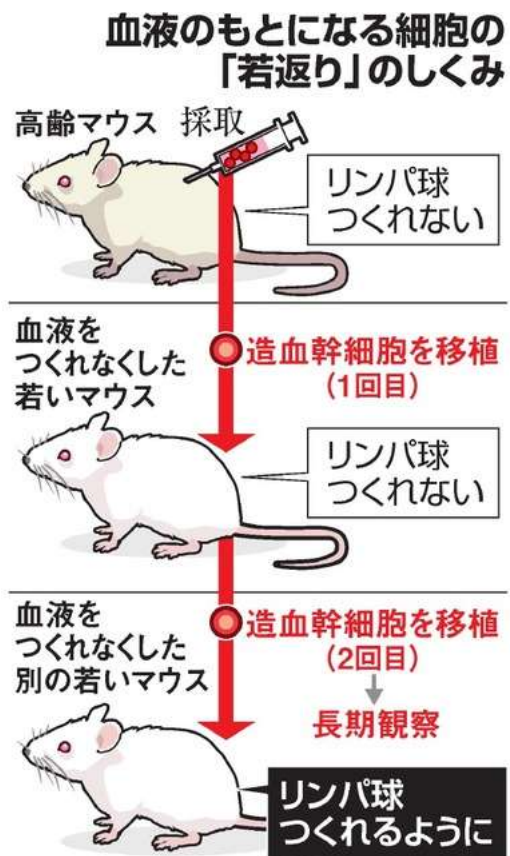 血液のもとになる細胞の
「若返り」のしくみ
高齢マウス
採取
リンパ球
つくれない
血液を
つくれなくした
若いマウス
造血幹細胞を移植
(1回目)
リンパ球
つくれない
血液を
つくれなくした
別の若いマウス
造血幹細胞を移植
(2回目)
長期観察
リンパ球
つくれるように